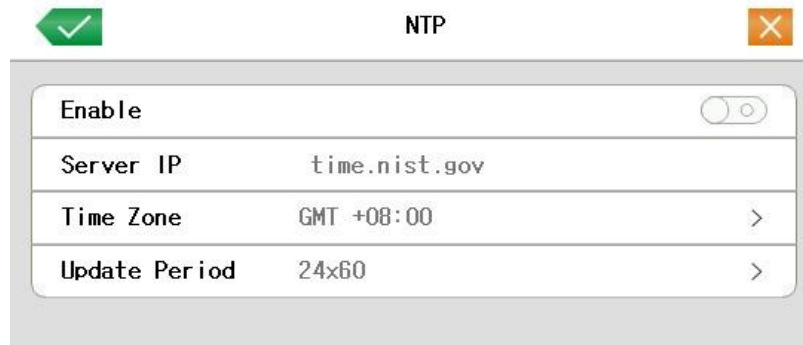 NTP
Enable
Server IP time.nist.gov
Time Zone GMT +08:00 >
Update Period 24x60 >